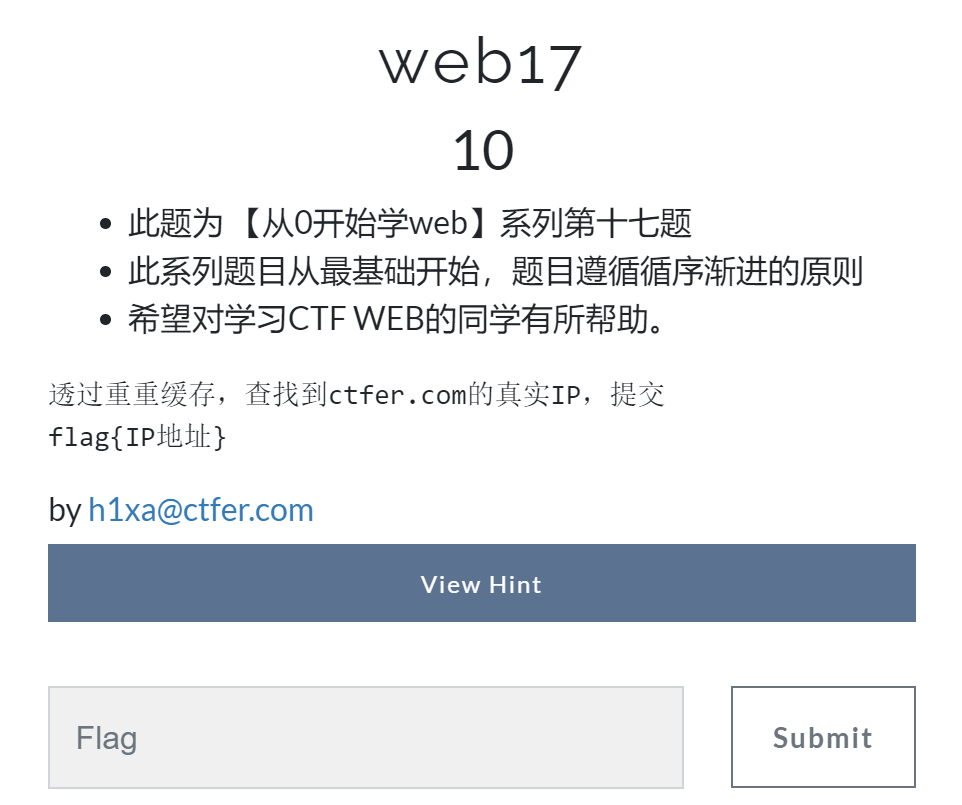 web17
10
此题为 【从0开始学web】系列第十七题
此系列题目从最基础开始，题目遵循循序渐进的原则
希望对学习CTF WEB的同学有所帮助。
透过重重缓存，查找到ctfer.com的真实IP，提交
flag{IP地址}
by h1xa@ctfer.com
View Hint
Flag
Submit